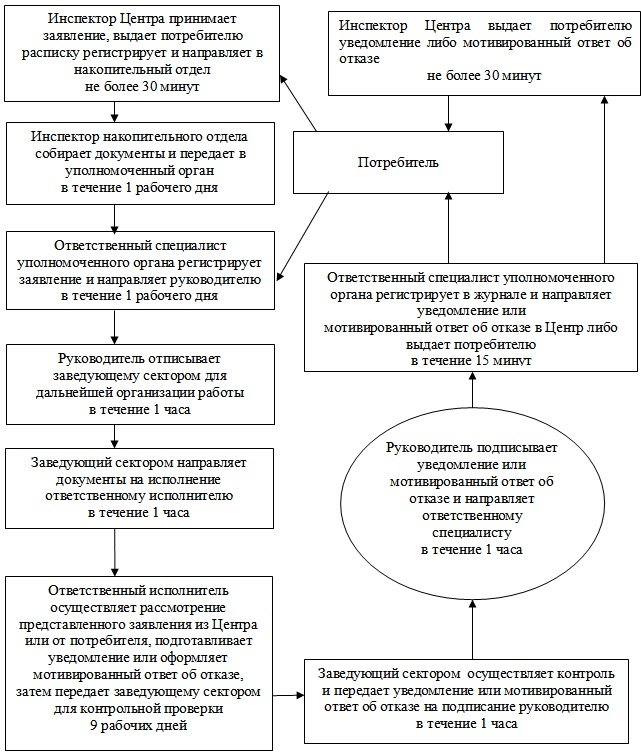 Инспектор Центра принимает
заявление, выдает потребителю
расписку регистрирует и направляет в
накопительный отдел
не более 30 минут
Инспектор накопительного отдела
собирает документы и передает в
уполномоченный орган
в течение 1 рабочего дня
Ответственный специалист
уполномоченного органа регистрирует
заявление и направляет руководителю
в течение 1 рабочего дня
Руководитель отписывает
заведующему сектором для
дальнейшей организации работы
в течение 1 часа
Заведующий сектором направляет
документы на исполнение
ответственному исполнителю
в течение 1 часа
Ответственный исполнитель
осуществляет рассмотрение
представленного заявления из Центра
или от потребителя, подготавливает
уведомление или оформляет
мотивированный ответ об отказе,
затем передает заведующему сектором
для контрольной проверки
9 рабочих дней
Заведующий сектором осуществляет контроль
и передает уведомление или мотивированный
ответ об отказе на подписание руководителю
в течение 1 часа
Руководитель подписывает
уведомление или
мотивированный ответ об
отказе и направляет
ответственному
специалисту
в течение 1 часа
Ответственный специалист уполномоченного
органа регистрирует в журнале и направляет
уведомление или
мотивированный ответ об отказе в Центр либо
выдает потребителю
в течение 15 минут
Потребитель
Инспектор Центра выдает потребителю
уведомление либо мотивированный ответ об
отказе
не более 30 минут